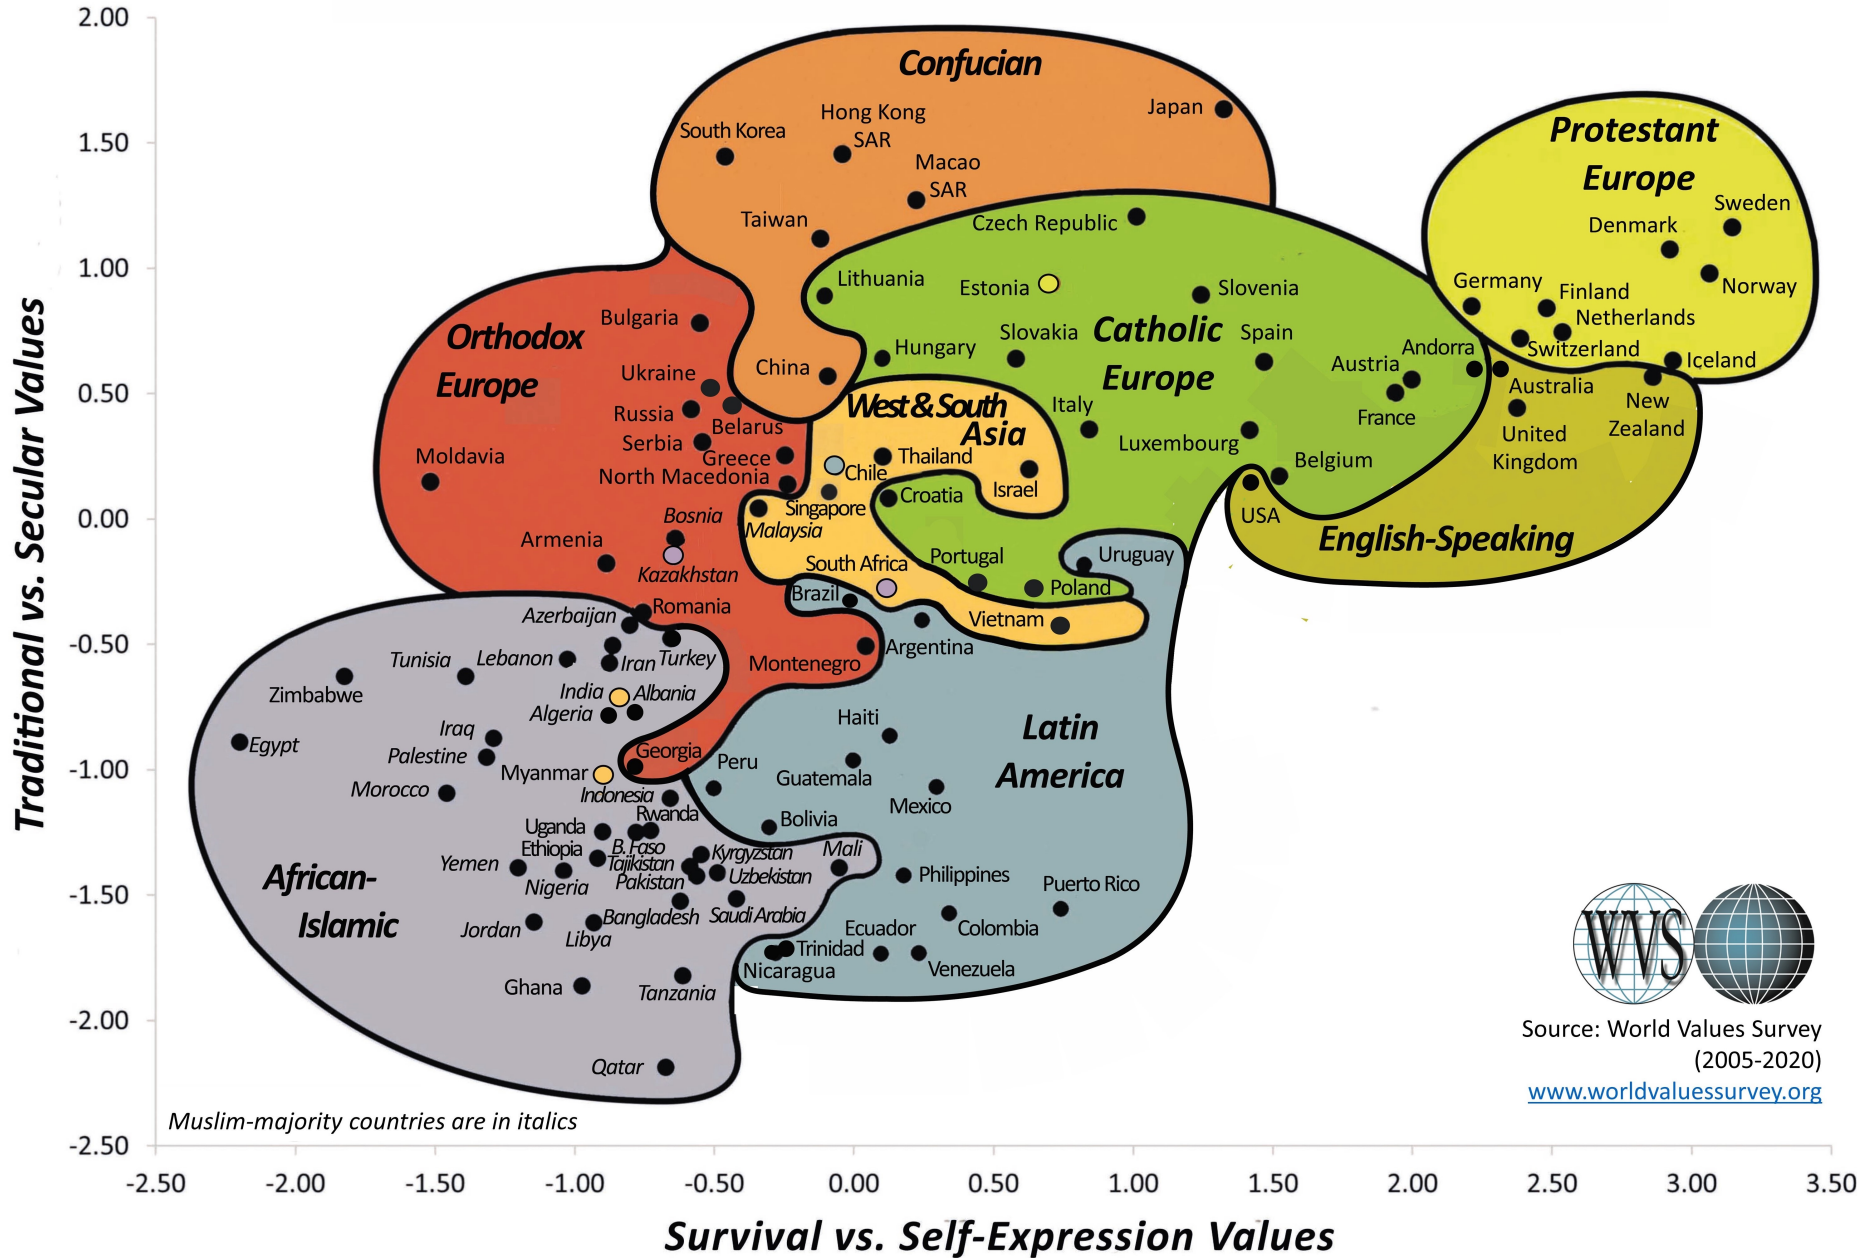 2.00
1.50
1.00
0.50
0.00
-0.50
-1.00
-1.50
-2.00
-2.50
-2.50 -2.00 -1.50 -1.00 -0.50 0.00 0.50 1.00 1.50 2.00 2.50 3.00 3.50
Traditional vs. Secular Values
Survival vs. Self-Expression Values
Confucian
Japan
Hong Kong
SAR
South Korea
Macao
SAR
Taiwan
China
Protestant
Europe
Sweden
Denmark
Norway
Germany
Finland
Netherlands
Switzerland
Iceland
Catholic
Europe
Czech Republic
Lithuania
Estonia
Slovenia
Slovakia
Spain
Hungary
Andorra
Austria
France
Italy
Luxembourg
Belgium
Croatia
Portugal
Poland
English-Speaking
Australia
New
Zealand
United
Kingdom
USA
Orthodox
Europe
Bulgaria
Ukraine
Russia
Belarus
Serbia
Greece
North Macedonia
Moldavia
Bosnia
Armenia
Kazakhstan
Romania
Montenegro
Georgia
West & South
Asia
Thailand
Chile
Israel
Singapore
Malaysia
South Africa
Vietnam
Latin
America
Uruguay
Brazil
Argentina
Haiti
Peru
Guatemala
Mexico
Bolivia
Philippines
Puerto Rico
Ecuador
Colombia
Trinidad
Nicaragua
Venezuela
African-
Islamic
Azerbaijan
Tunisia
Lebanon
Iran
Turkey
Zimbabwe
India
Albania
Algeria
Iraq
Egypt
Palestine
Myanmar
Morocco
Indonesia
Rwanda
Uganda
B. Faso
Ethiopia
Kyrgyzstan
Mali
Yemen
Tajikistan
Uzbekistan
Nigeria
Pakistan
Bangladesh
Saudi Arabia
Jordan
Libya
Ghana
Tanzania
Qatar
Muslim-majority countries are in italics
WVS
Source: World Values Survey
(2005-2020)
www.worldvaluessurvey.org